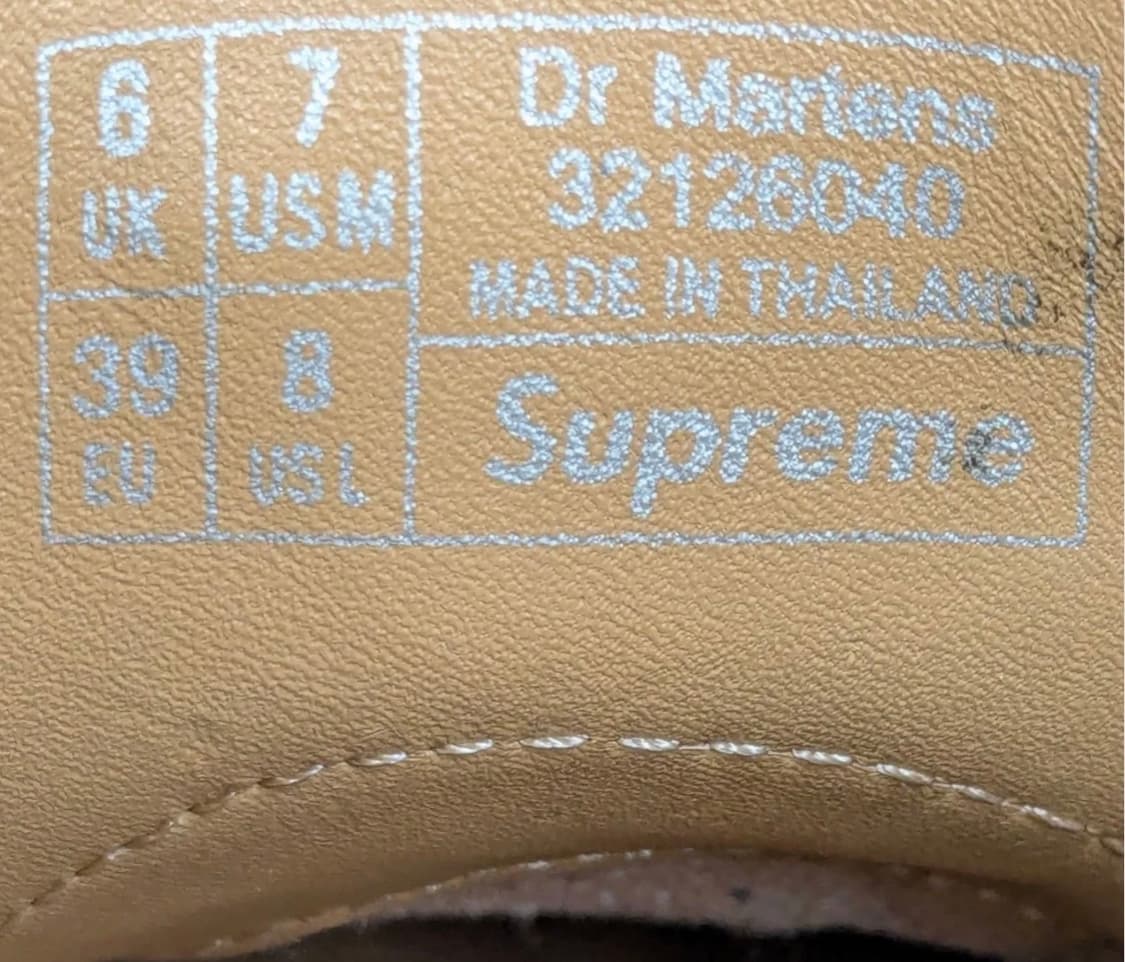 6
UK
7
USM
39
EU
8
USL
Dr Martens
32126040
MADE IN THAILAND
Supreme